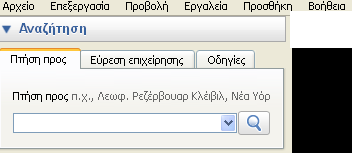 Αρχείο Επεξεργασία Προβολή Εργαλεία Προσθήκη Βοήθεια
Αναζήτηση
Πτήση προς Εύρεση επιχείρησης Οδηγίες
Πτήση προς π.χ., Λεωφ. Ρεζέρβουαρ Κλέιβιλ, Νέα Υόρ